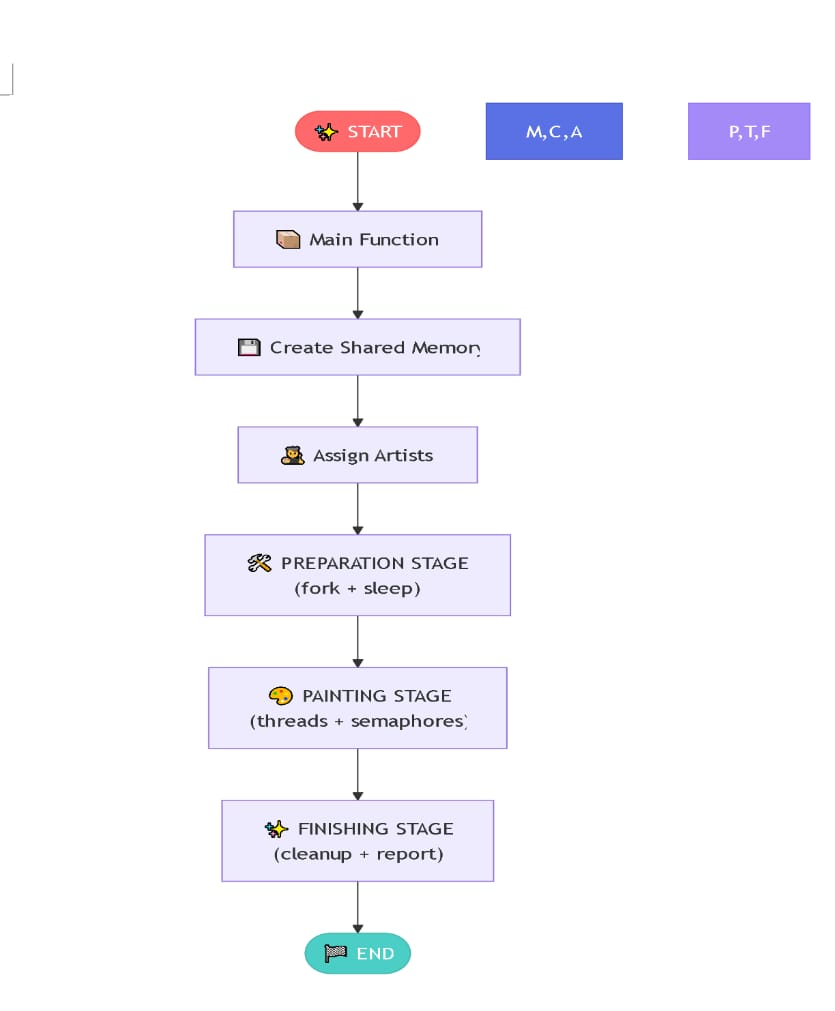 START
M,C,A
P,T,F
Main Function
Create Shared Memory
Assign Artists
PREPARATION STAGE
(fork + sleep)
PAINTING STAGE
(threads + semaphores)
FINISHING STAGE
(cleanup + report)
END